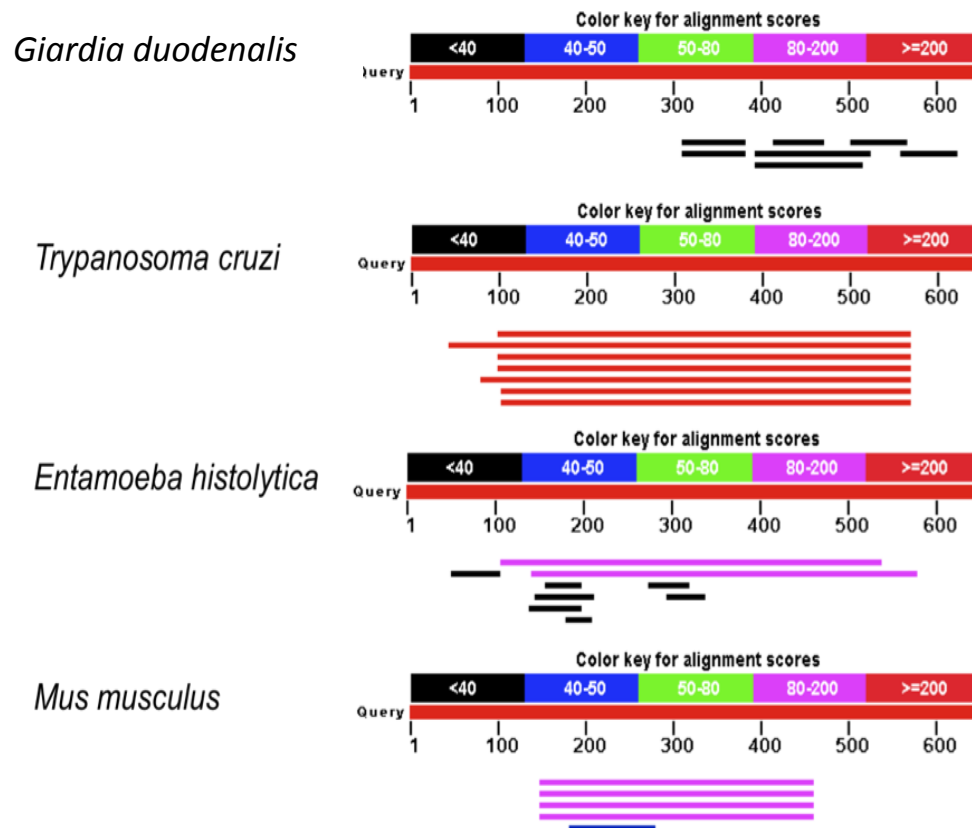 Color key for alignment scores
Giardia duodenalis
<40 40-50 50-80 80-200 >=200
Query
1 100 200 300 400 500 600
Color key for alignment scores
Trypanosoma cruzi
<40 40-50 50-80 80-200 >=200
Query
1 100 200 300 400 500 600
Color key for alignment scores
Entamoeba histolytica
<40 40-50 50-80 80-200 >=200
Query
1 100 200 300 400 500 600
Color key for alignment scores
Mus musculus
<40 40-50 50-80 80-200 >=200
Query
1 100 200 300 400 500 600